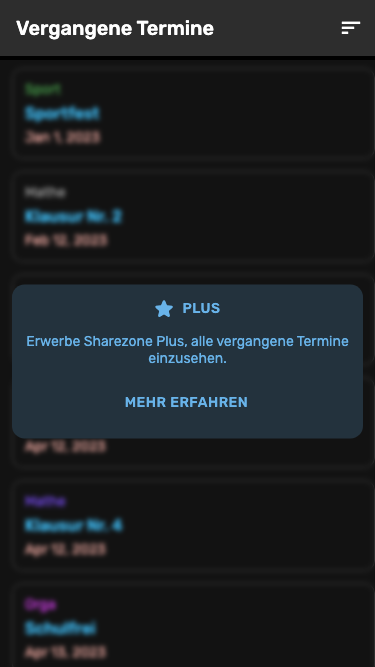 Vergangene Termine
Sport
Sportfest
Jan 1, 2023
Mathe
Klausur Nr. 2
Feb 12, 2023
PLUS
Erwerbe Sharezone Plus, alle vergangene Termine
einzusehen.
MEHR ERFAHREN
Apr 12, 2023
Mathe
Klausur Nr. 4
Apr 12, 2023
Orga
Schulfrei
Apr 13, 2023